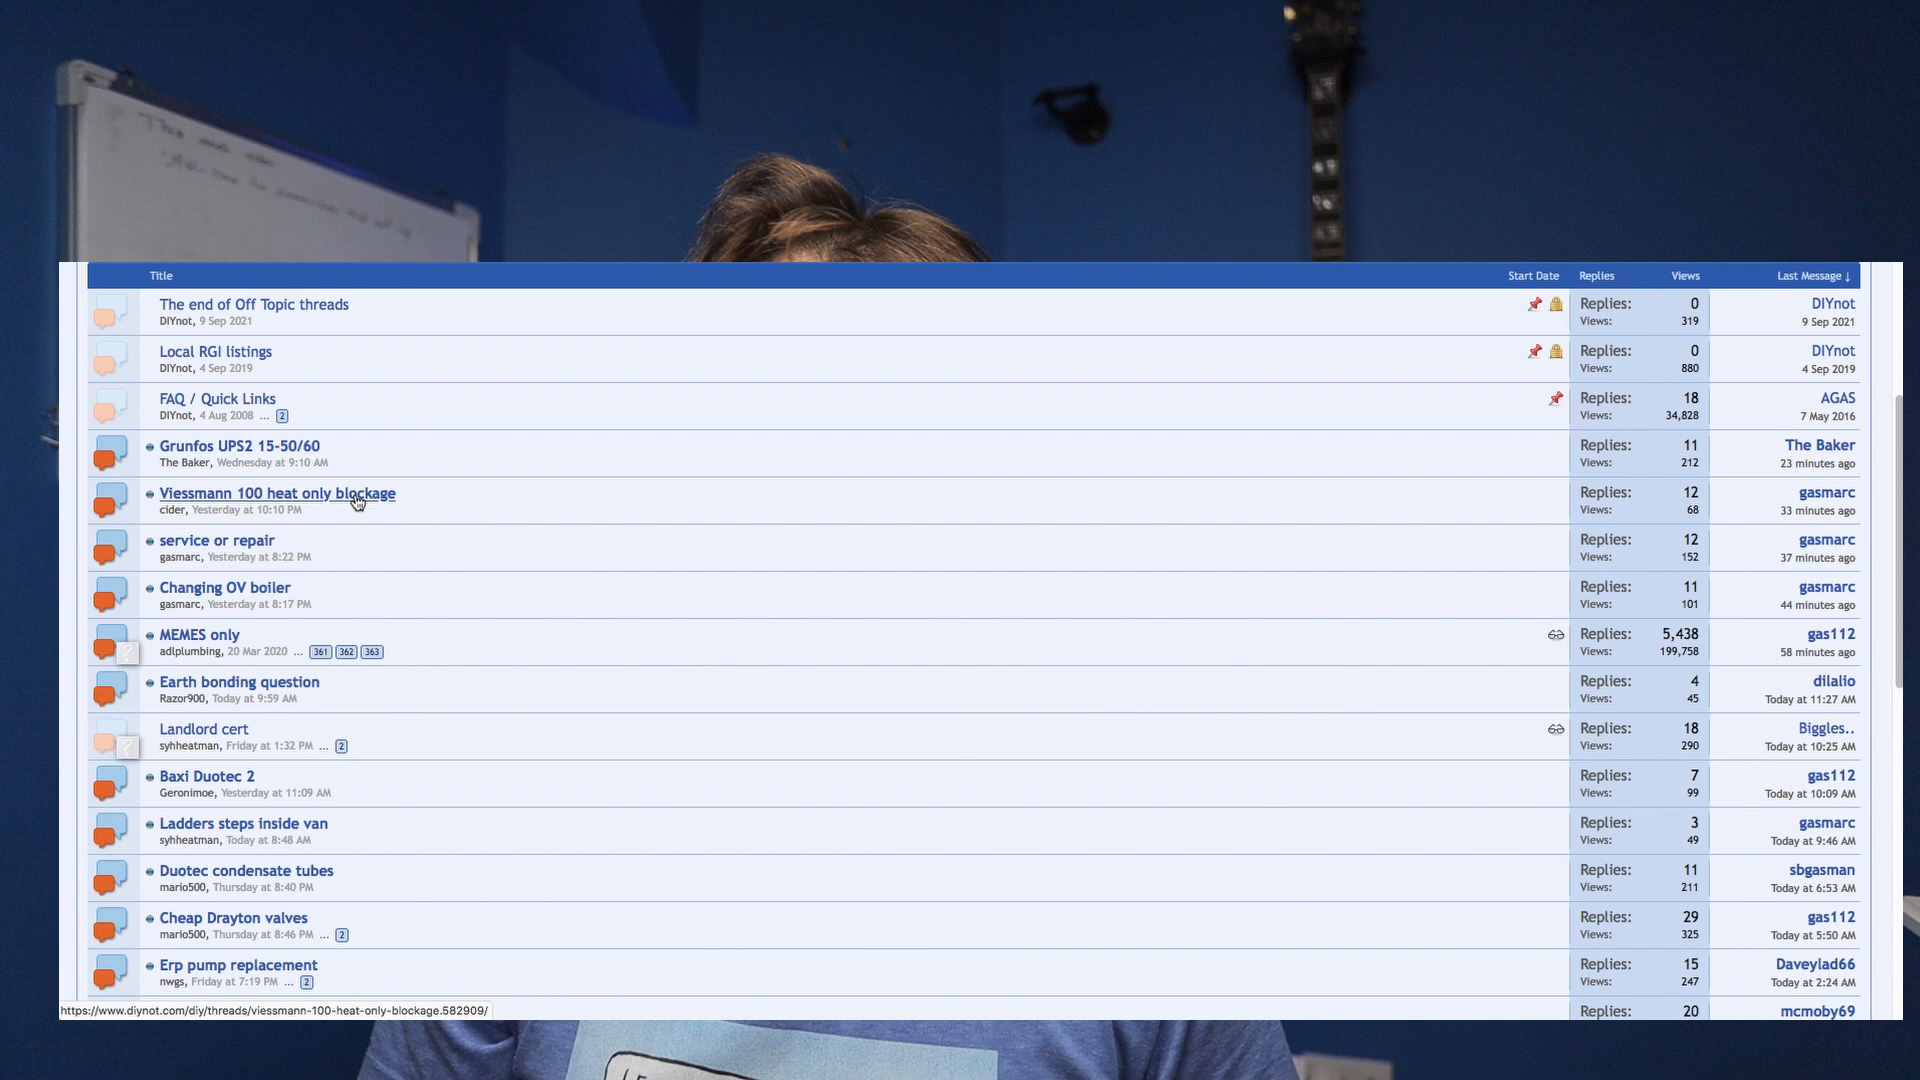 Title Start Date Replies Views Last Message ↓
The end of Off Topic threads Replies: 0 DIYnot
DIYnot, 9 Sep 2021 Views: 319 9 Sep 2021
Local RGI listings Replies: 0 DIYnot
DIYnot, 4 Sep 2019 Views: 880 4 Sep 2019
FAQ / Quick Links Replies: 18 AGAS
DIYnot, 4 Aug 2008 ... 2 Views: 34,828 7 May 2016
Grunfos UPS2 15-50/60 Replies: 11 The Baker
The Baker, Wednesday at 9:10 AM Views: 212 23 minutes ago
Viessmann 100 heat only blockage Replies: 12 gasmarc
cider, Yesterday at 10:10 PM Views: 68 33 minutes ago
service or repair Replies: 12 gasmarc
gasmarc, Yesterday at 8:22 PM Views: 152 37 minutes ago
Changing OV boiler Replies: 11 gasmarc
gasmarc, Yesterday at 8:17 PM Views: 101 44 minutes ago
MEMES only Replies: 5,438 gas112
adlplumbing, 20 Mar 2020 ... 361 362 363 Views: 199,758 58 minutes ago
Earth bonding question Replies: 4 dilalio
Razor900, Today at 9:59 AM Views: 45 Today at 11:27 AM
Landlord cert Replies: 18 Biggles..
syhheatman, Friday at 1:32 PM ... 2 Views: 290 Today at 10:25 AM
Baxi Duotec 2 Replies: 7 gas112
Geronimoe, Yesterday at 11:09 AM Views: 99 Today at 10:09 AM
Ladders steps inside van Replies: 3 gasmarc
syhheatman, Today at 8:48 AM Views: 49 Today at 9:46 AM
Duotec condensate tubes Replies: 11 sbgasman
mario500, Thursday at 8:40 PM Views: 211 Today at 6:53 AM
Cheap Drayton valves Replies: 29 gas112
mario500, Thursday at 8:46 PM ... 2 Views: 325 Today at 5:50 AM
Erp pump replacement Replies: 15 Daveylad66
nwgs, Friday at 7:19 PM ... 2 Views: 247 Today at 2:24 AM
https://www.diynot.com/diy/threads/viessmann-100-heat-only-blockage.582909/ Replies: 20 mcmoby69